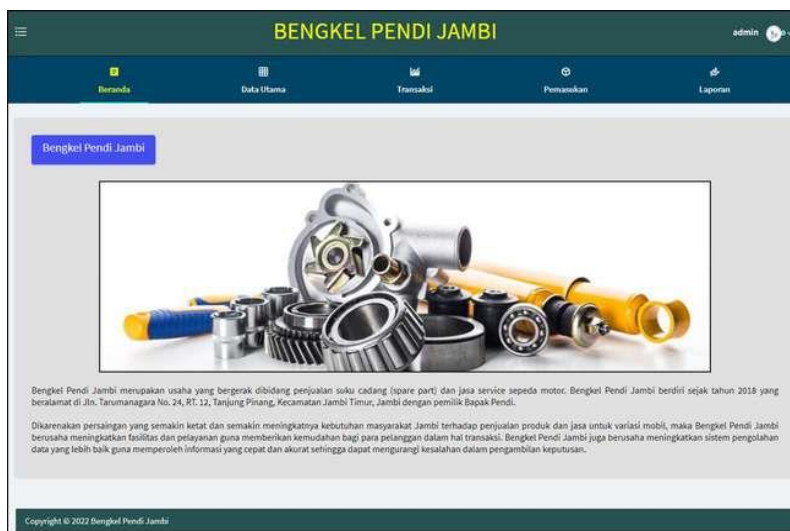 BENGKEL PENDI JAMBI
admin
Beranda
Data Utama
Transaksi
Pemasukan
Laporan
Bengkel Pendi Jambi
Bengkel Pendi Jambi merupakan usaha yang bergerak dibidang penjualan suku cadang (spare part) dan jasa service sepeda motor. Bengkel Pendi Jambi berdiri sejak tahun 2018 yang
beralamat di Jln. Tarumanagara No. 24, RT. 12, Tanjung Pinang, Kecamatan Jambi Timur, Jambi dengan pemilik Bapak Pendi.
Dikarenakan persaingan yang semakin ketat dan semakin meningkatnya kebutuhan masyarakat Jambi terhadap penjualan produk dan jasa untuk variasi mobil, maka Bengkel Pendi Jambi
berusaha meningkatkan fasilitas dan pelayanan guna memberikan kemudahan bagi para pelanggan dalam hal transaksi. Bengkel Pendi Jambi juga berusaha meningkatkan sistem pengolahan
data yang lebih baik guna memperoleh informasi yang cepat dan akurat sehingga dapat mengurangi kesalahan dalam pengambilan keputusan.
Copyright © 2022 Bengkel Pendi Jambi